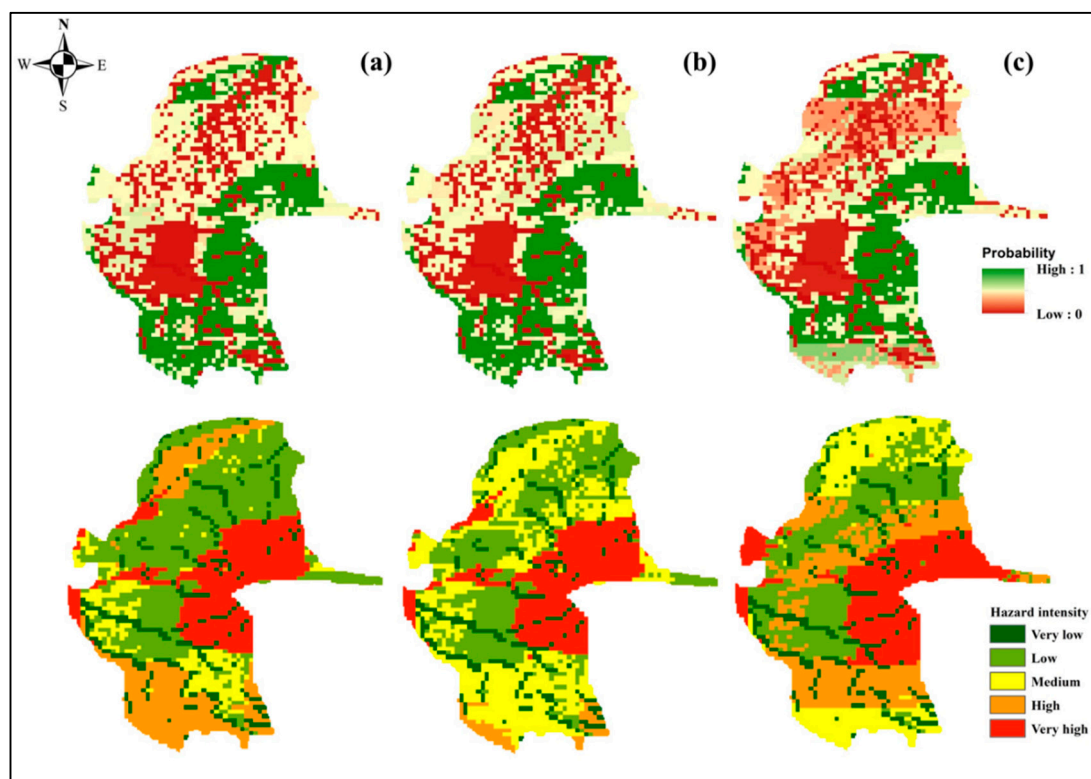 N
W E
S
(a)
(b)
(c)
Probability
High : 1
Low : 0
Hazard intensity
Very low
Low
Medium
High
Very high